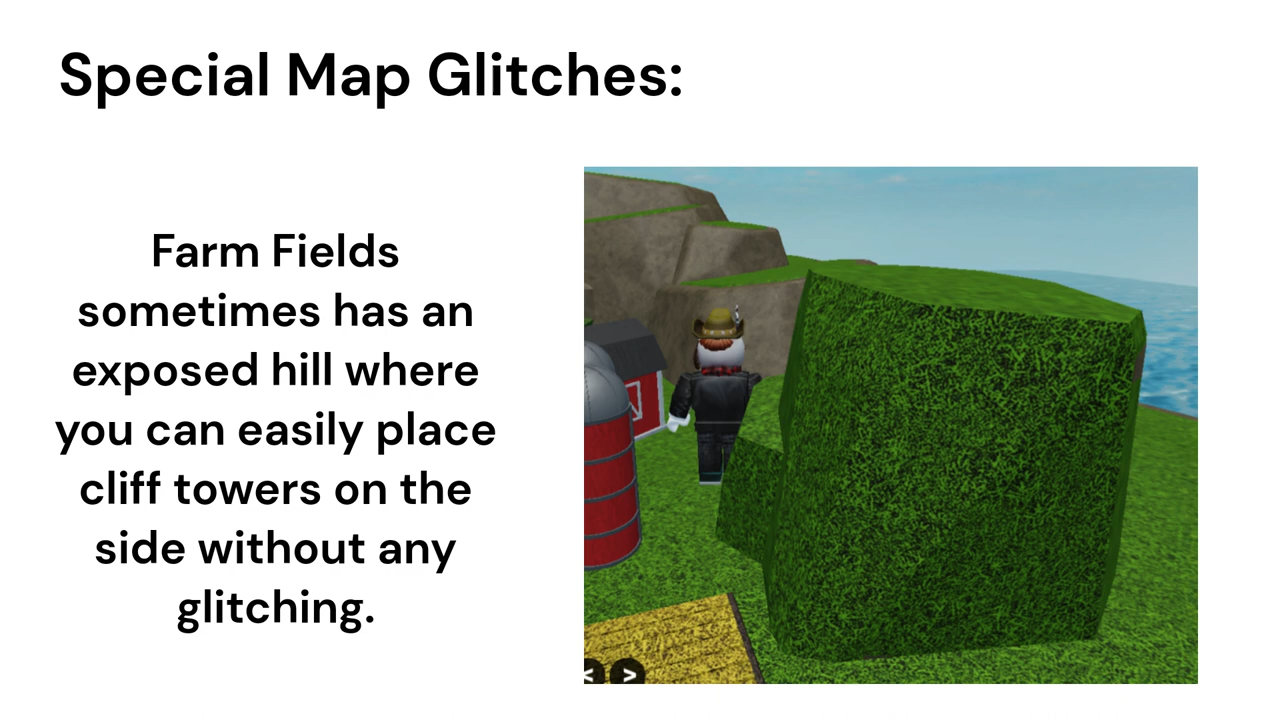 Special Map Glitches:
Farm Fields
sometimes has an
exposed hill where
you can easily place
cliff towers on the
side without any
glitching.
< >